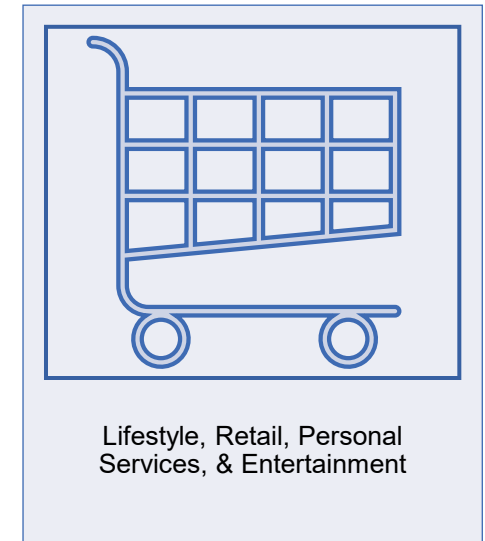 Lifestyle, Retail, Personal
Services, & Entertainment